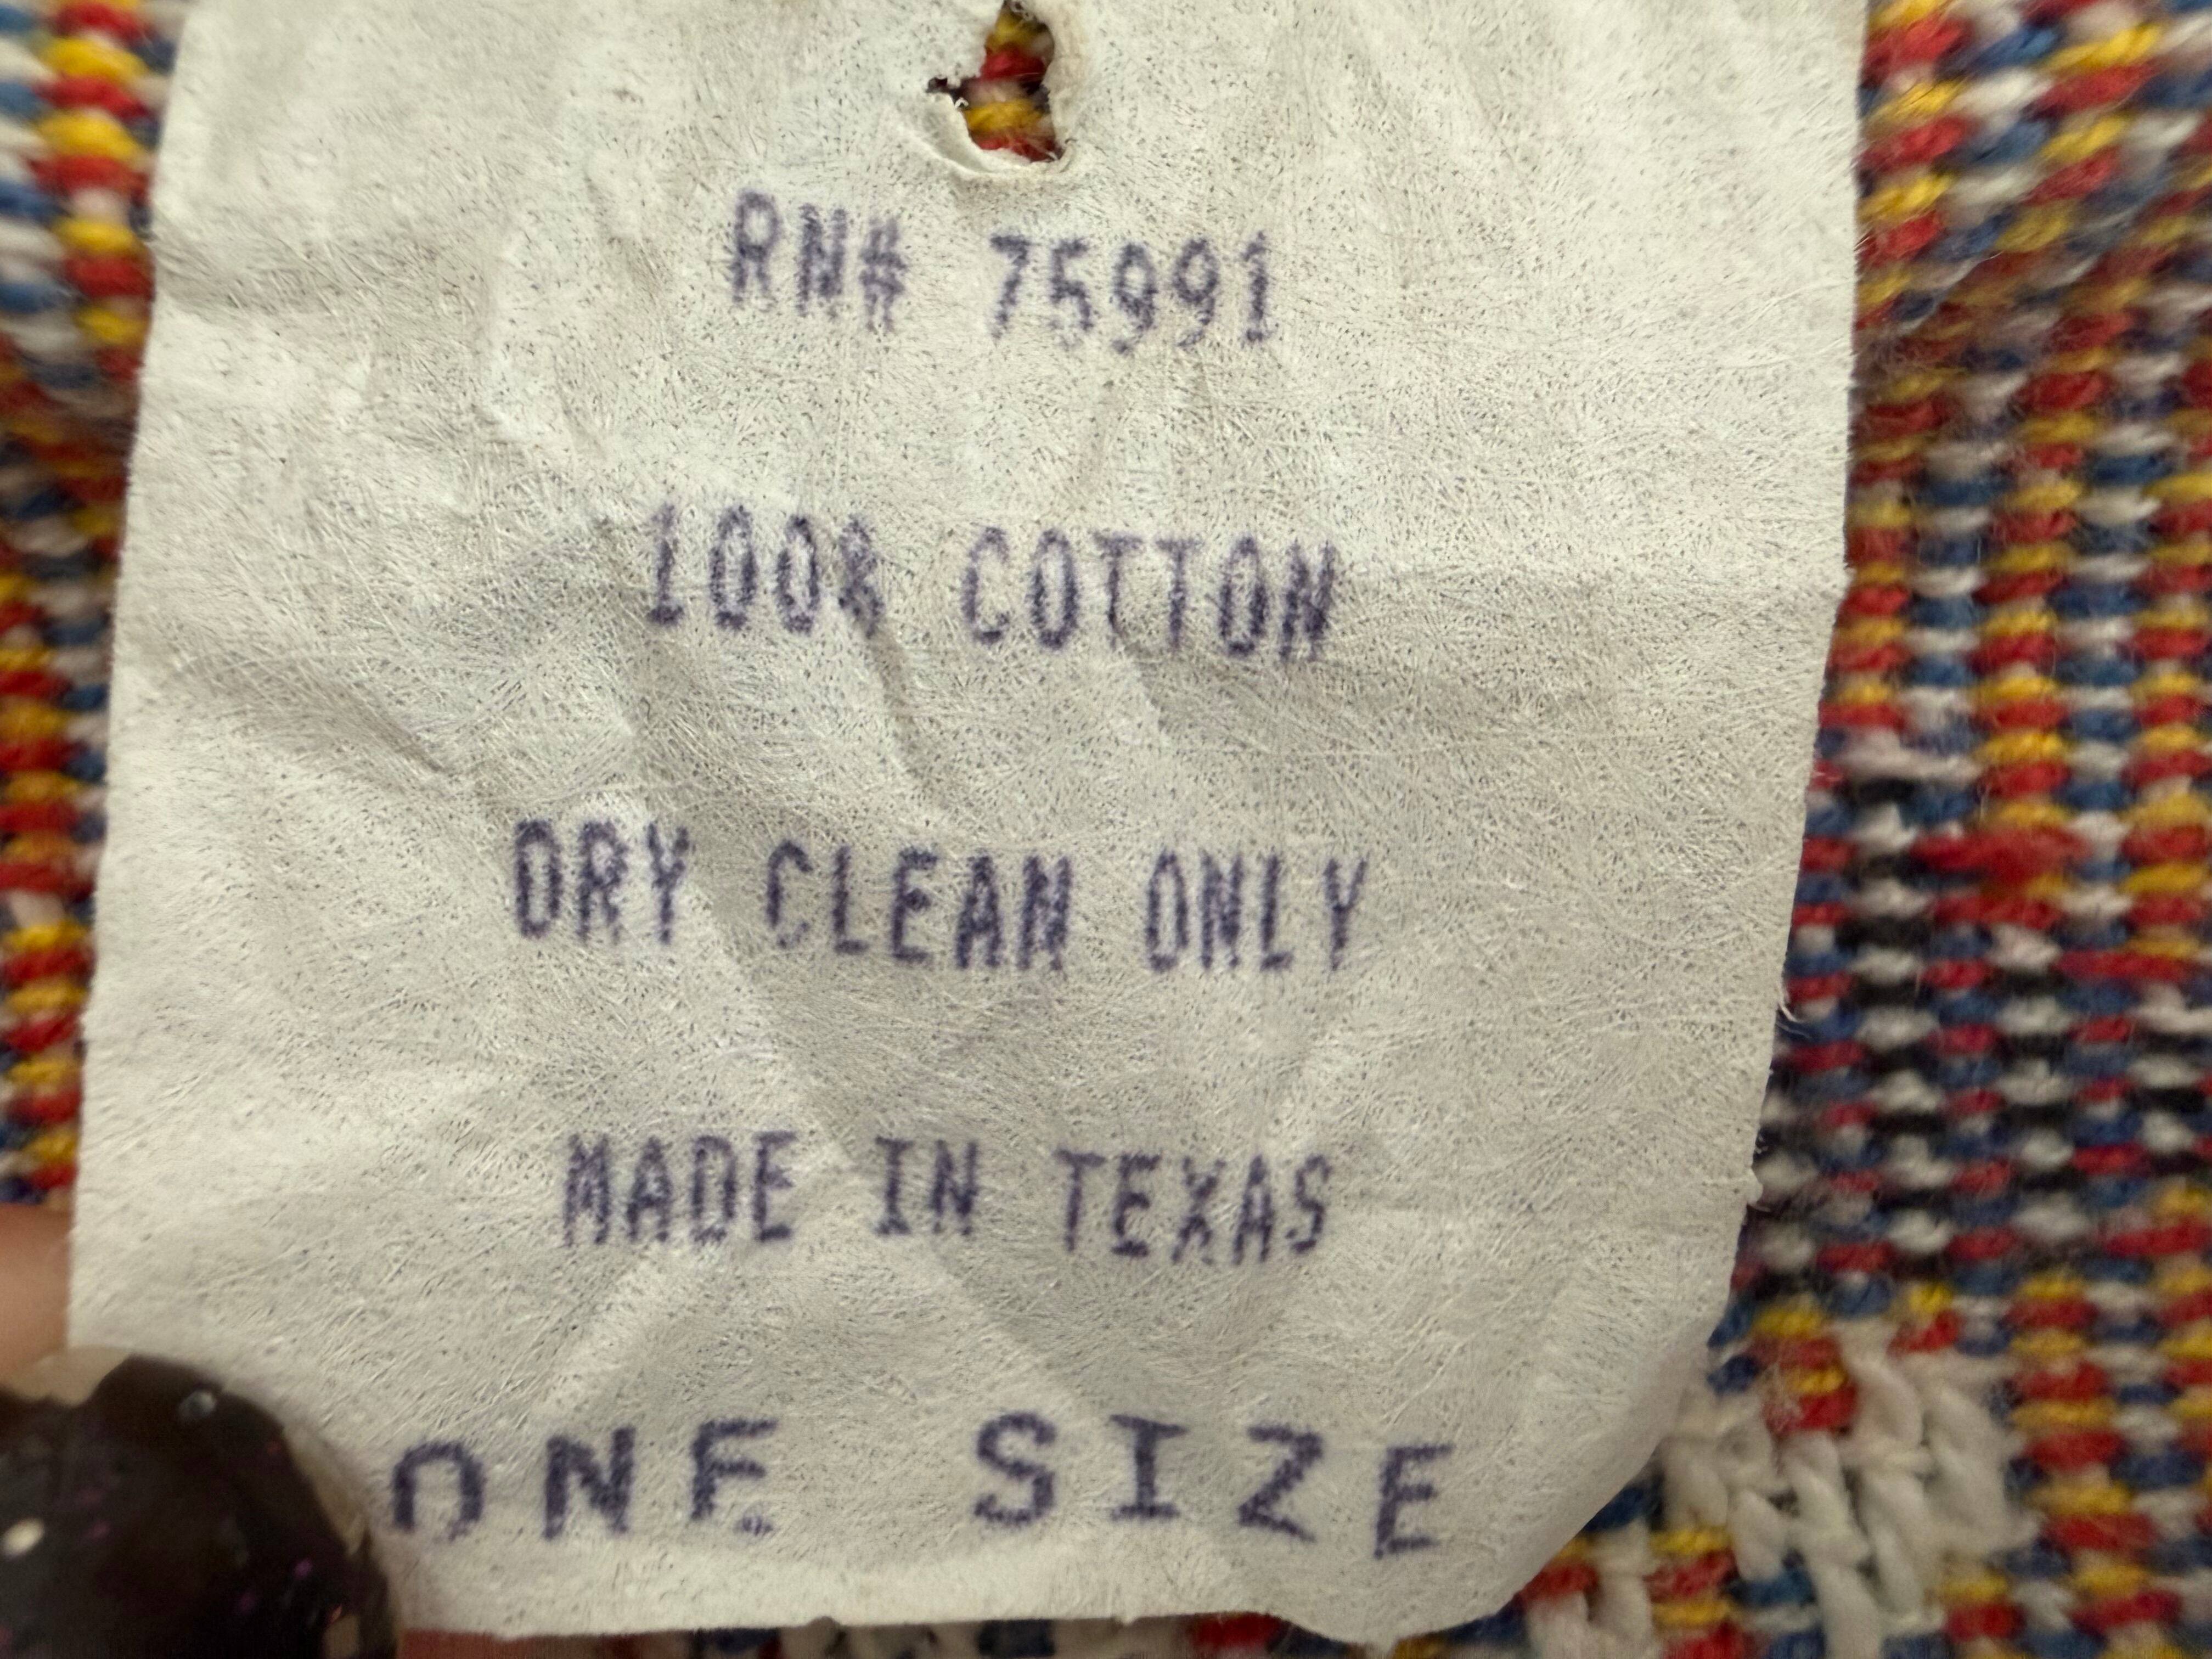 RN# 75991
100% COTTON
DRY CLEAN ONLY
MADE IN TEXAS
ONE SIZE